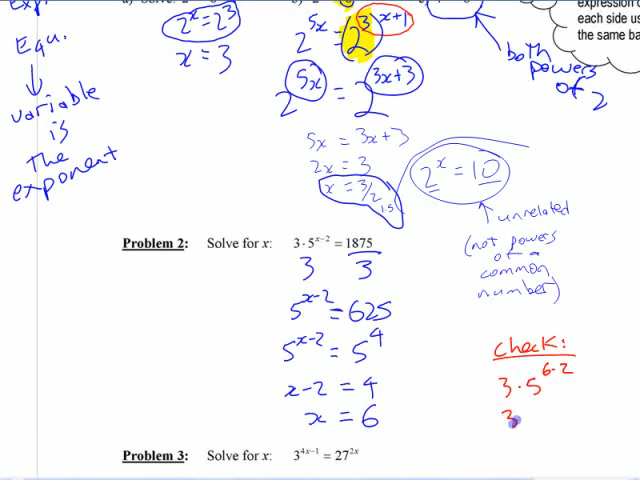 2^x = 2^3
x = 3
Equ.
variable
is
the
exponent
2^5x = 2^3^x+1
2^5x = 2^3x+3
5x = 3x+3
2x = 3
x = 3/2
1.5
expression o
each side us
the same ba
both
powers
of 2
2^x = 10
unrelated
(not powers
of a
common
number)
Problem 2: Solve for x: 3 · 5^x−2 = 1875
3 3
5^x-2 = 625
5^x-2 = 5^4
x-2 = 4
x = 6
check:
3 · 5^6-2
3
Problem 3: Solve for x: 3^4x−1 = 27^2x